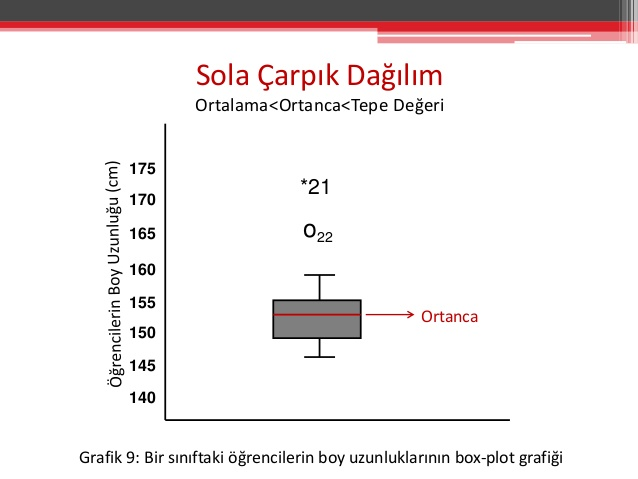 Sola Çarpık Dağılım
Ortalama<Ortanca<Tepe Değeri
Öğrencilerin Boy Uzunluğu (cm)
175
170
165
160
155
150
145
140
*21
O22
Ortanca
Grafik 9: Bir sınıftaki öğrencilerin boy uzunluklarının box-plot grafiği